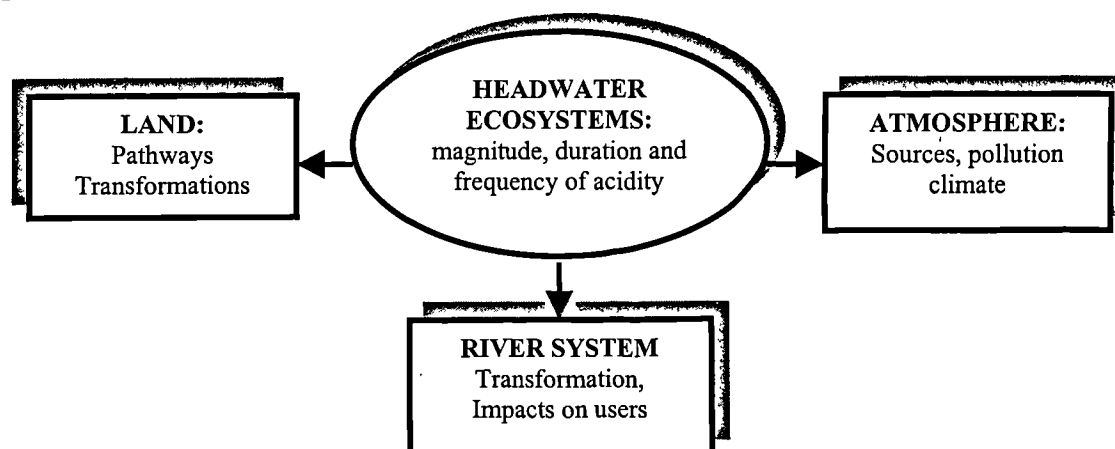 HEADWATER
ECOSYSTEMS:
magnitude, duration and
frequency of acidity
LAND:
Pathways
Transformations
ATMOSPHERE:
Sources, pollution
climate
RIVER SYSTEM
Transformation,
Impacts on users